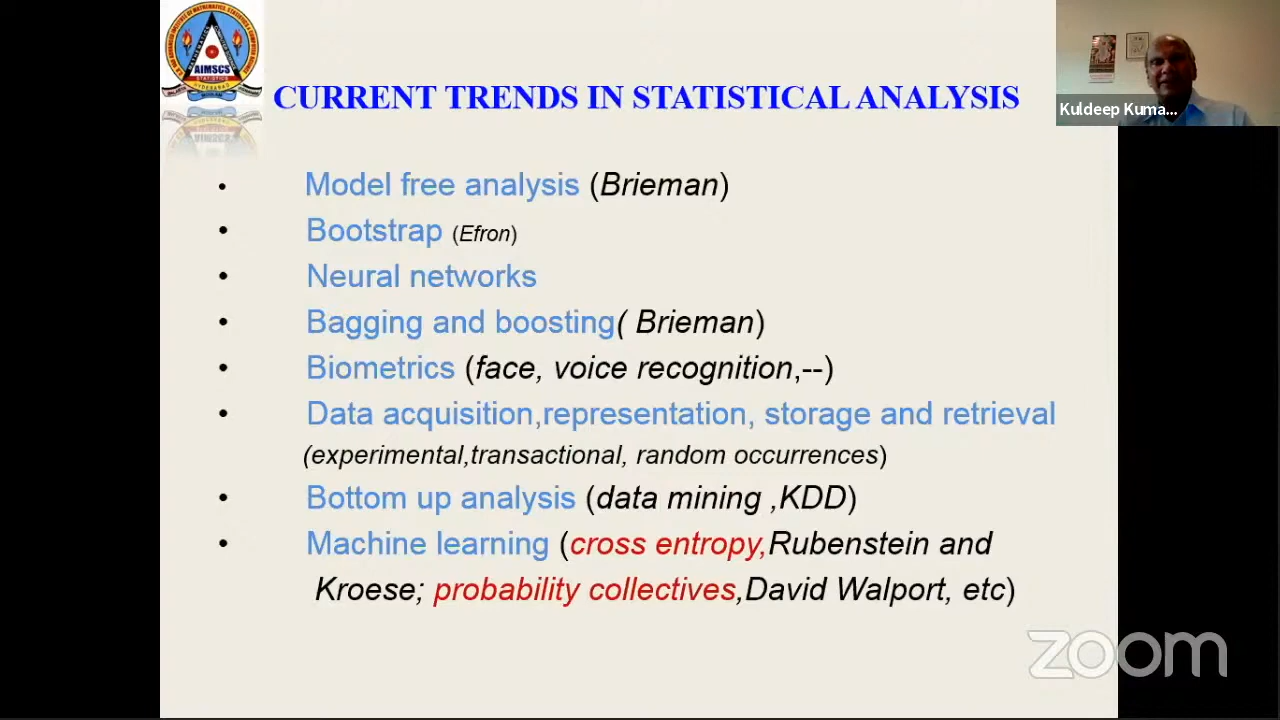 AIMSCS
STATISTICS
HYDERABAD
CURRENT TRENDS IN STATISTICAL ANALYSIS
Kuldeep Kuma...
• Model free analysis (Brieman)
• Bootstrap (Efron)
• Neural networks
• Bagging and boosting( Brieman)
• Biometrics (face, voice recognition,--)
• Data acquisition,representation, storage and retrieval
(experimental,transactional, random occurrences)
• Bottom up analysis (data mining ,KDD)
• Machine learning (cross entropy,Rubenstein and
Kroese; probability collectives,David Walport, etc)
zoom